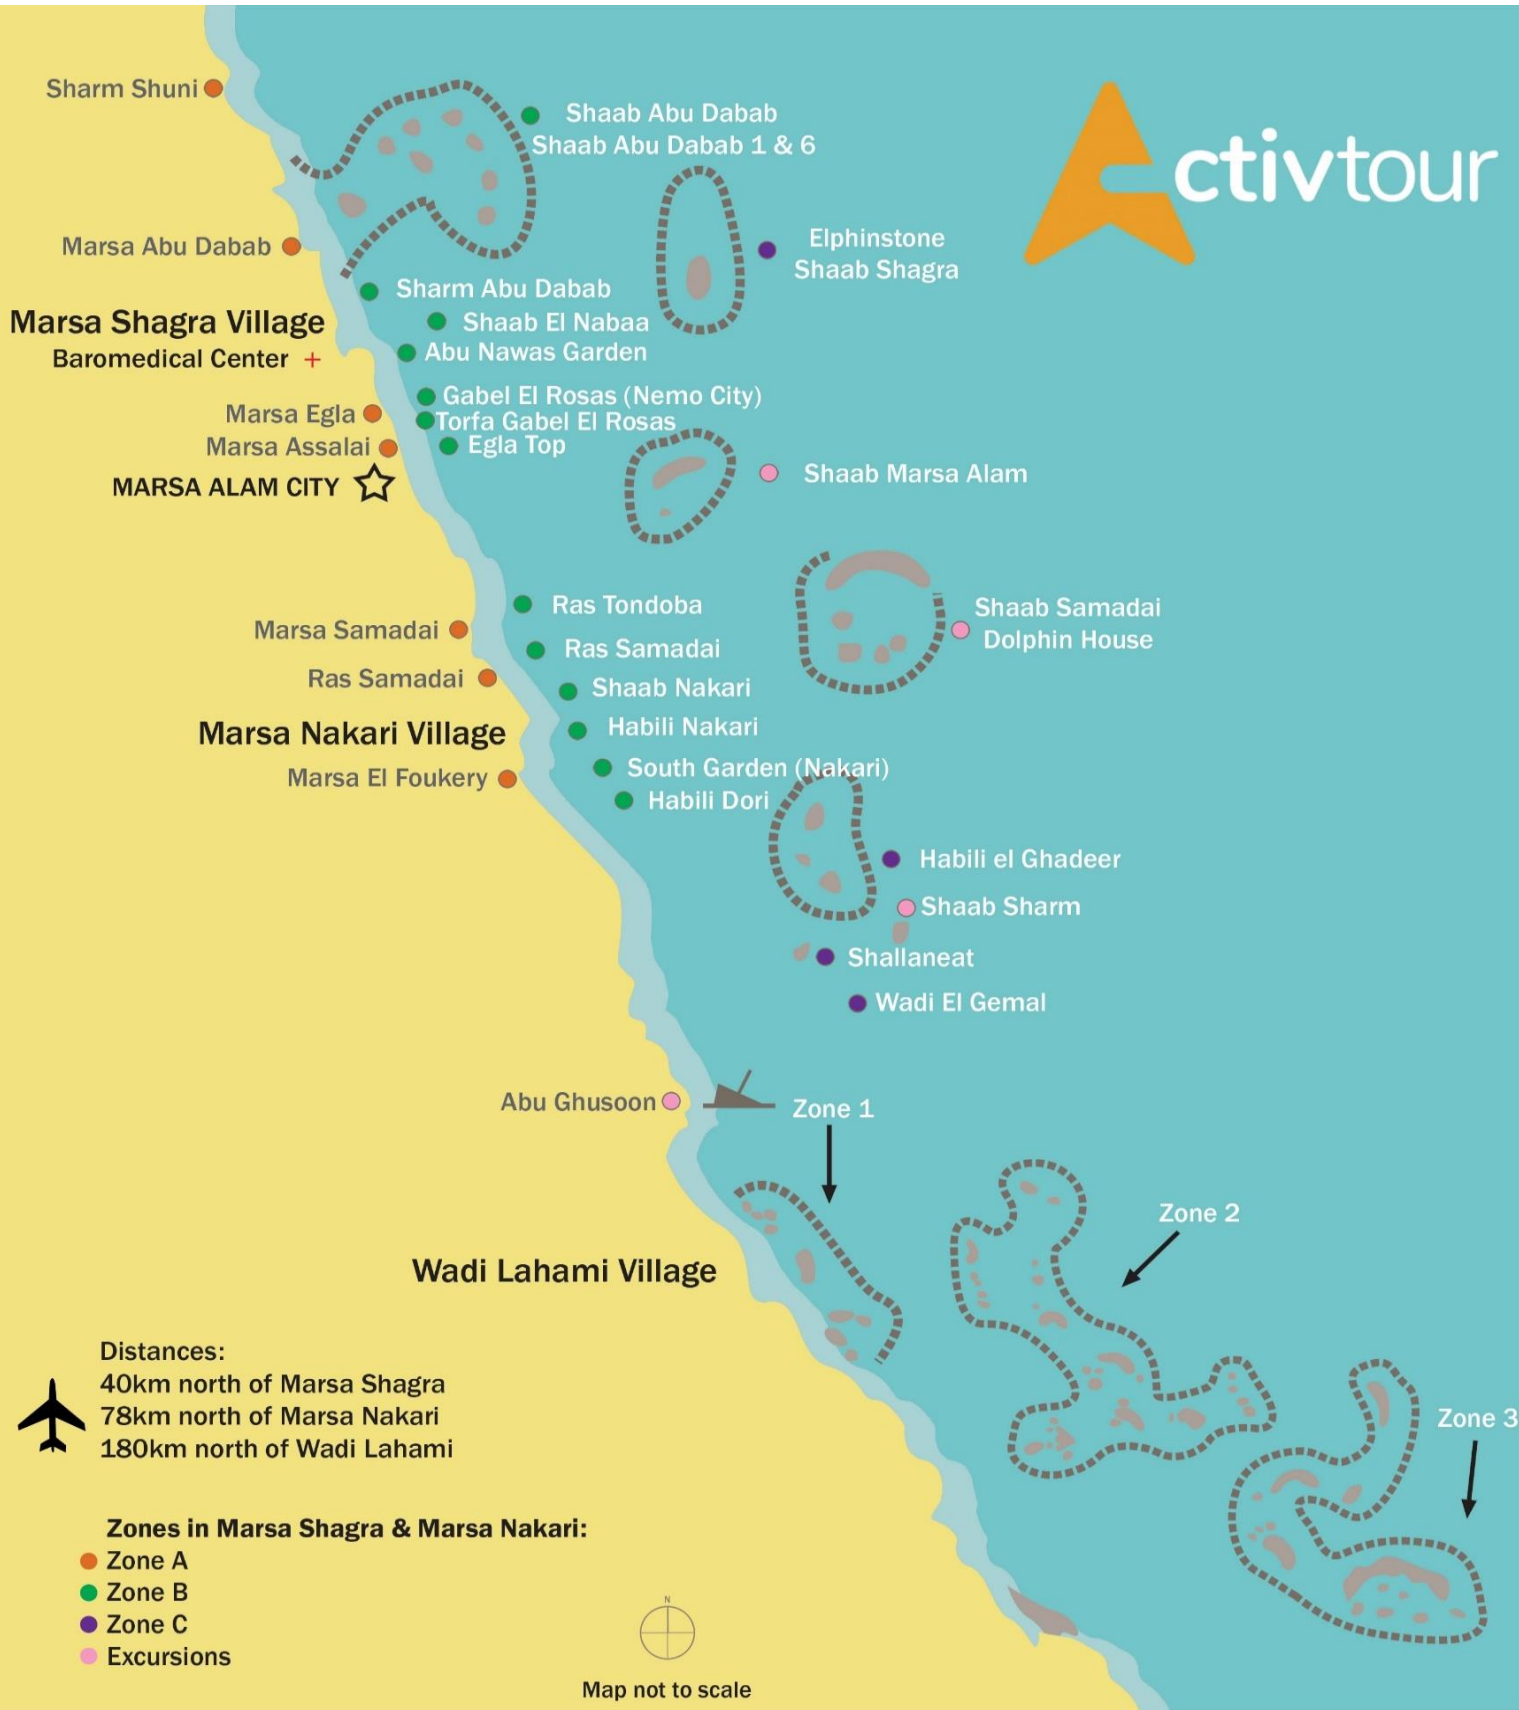 Sharm Shuni
Shaab Abu Dabab
Shaab Abu Dabab 1 & 6
ctivtour
Marsa Abu Dabab
Elphinstone
Shaab Shagra
Sharm Abu Dabab
Marsa Shagra Village
Shaab El Nabaa
Baromedical Center +
Abu Nawas Garden
Gabel El Rosas (Nemo City)
Marsa Egla
Torfa Gabel El Rosas
Marsa Assalai
Egla Top
MARSA ALAM CITY
Shaab Marsa Alam
Ras Tondoba
Shaab Samadai
Dolphin House
Marsa Samadai
Ras Samadai
Ras Samadai
Shaab Nakari
Marsa Nakari Village
Habili Nakari
South Garden (Nakari)
Marsa El Foukery
Habili Dori
Habili el Ghadeer
Shaab Sharm
Shallaneat
Wadi El Gemal
Abu Ghusoon
Zone 1
Zone 2
Wadi Lahami Village
Zone 3
Distances:
40km north of Marsa Shagra
78km north of Marsa Nakari
180km north of Wadi Lahami
Zones in Marsa Shagra & Marsa Nakari:
Zone A
Zone B
Zone C
Excursions
N
Map not to scale